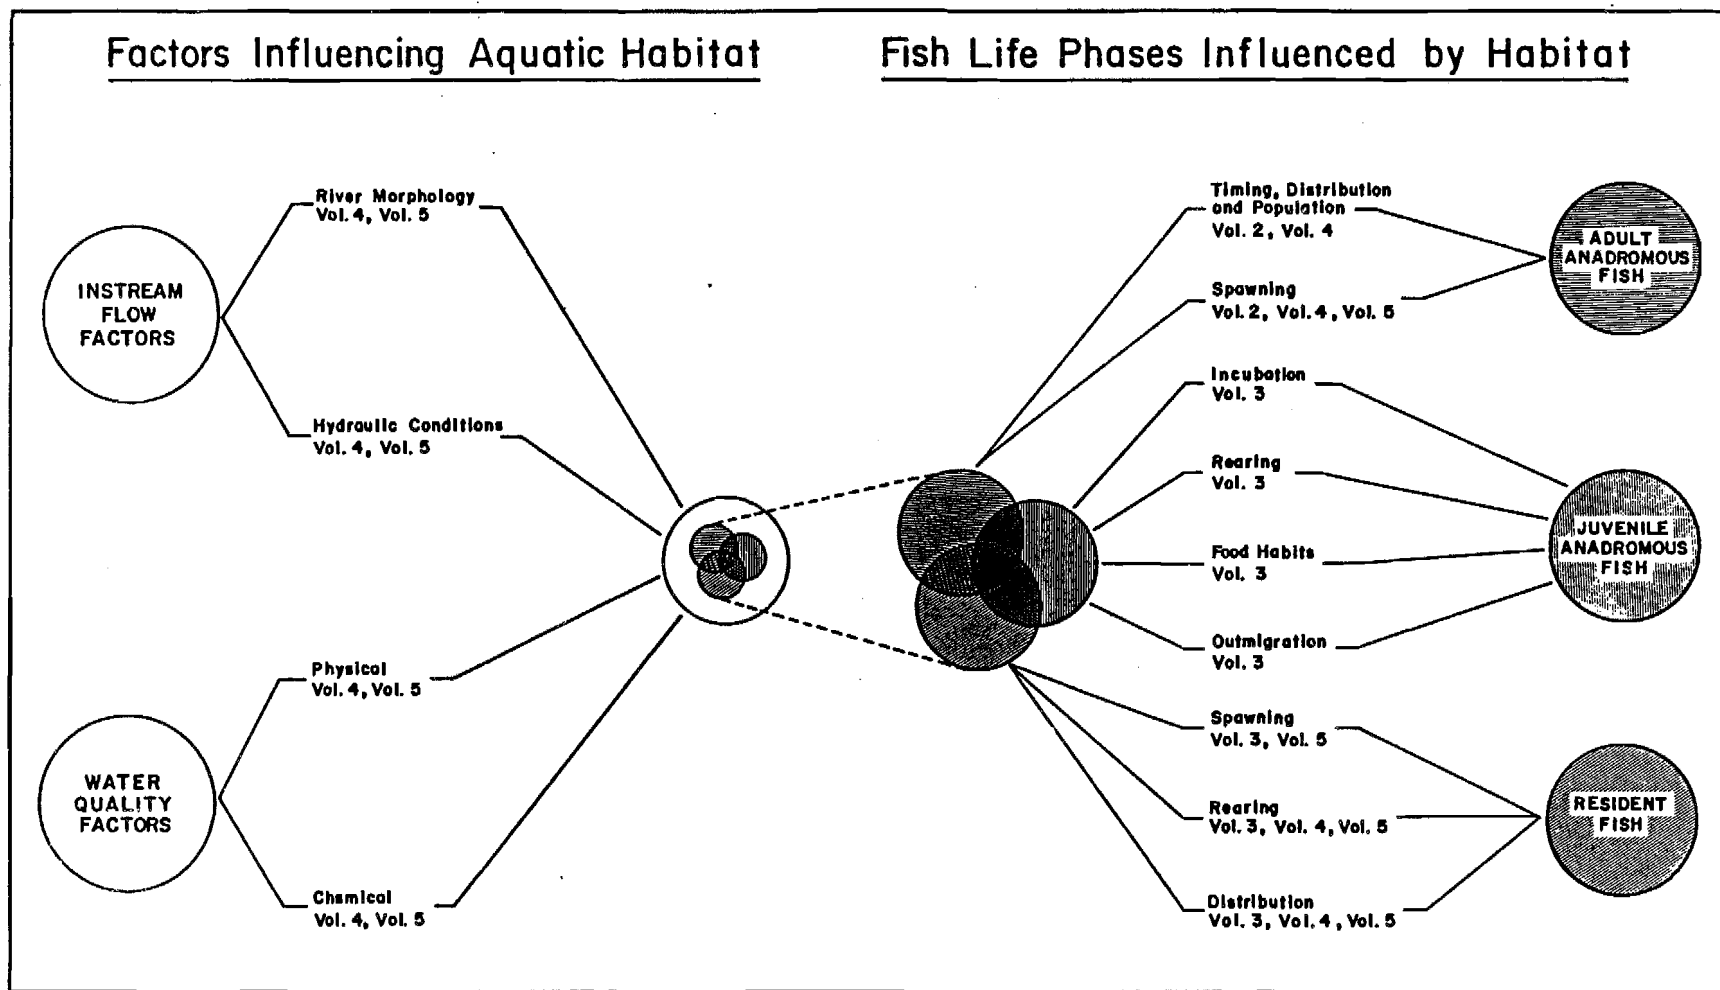 Factors Influencing Aquatic Habitat
Fish Life Phases Influenced by Habitat
INSTREAM
FLOW
FACTORS
River Morphology
Vol. 4, Vol. 5
Hydraulic Conditions
Vol. 4, Vol. 5
WATER
QUALITY
FACTORS
Physical
Vol. 4, Vol. 5
Chemical
Vol. 4, Vol. 5
Timing, Distribution
and Population
Vol. 2, Vol. 4
Spawning
Vol. 2, Vol. 4, Vol. 5
ADULT
ANADROMOUS
FISH
Incubation
Vol. 3
Rearing
Vol. 3
Food Habits
Vol. 3
Outmigration
Vol. 3
JUVENILE
ANADROMOUS
FISH
Spawning
Vol. 3, Vol. 5
Rearing
Vol. 3, Vol. 4, Vol. 5
Distribution
Vol. 3, Vol. 4, Vol. 5
RESIDENT
FISH